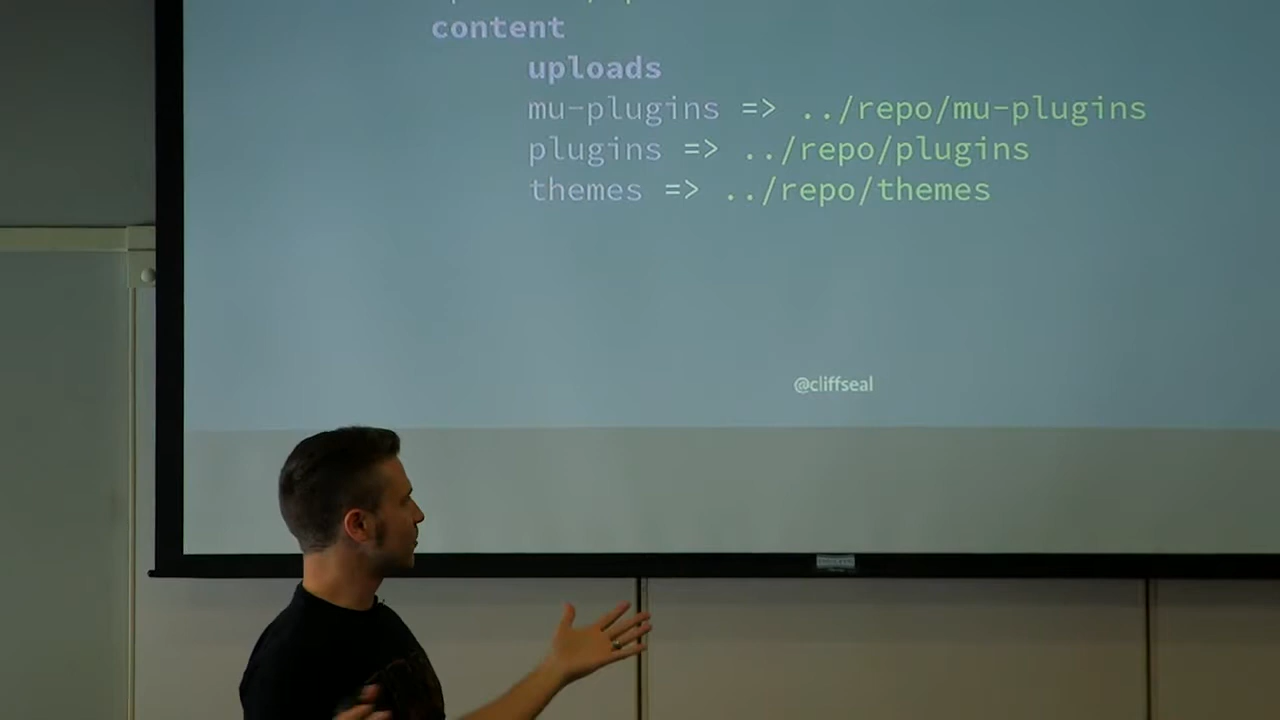 content
uploads
mu-plugins => ../repo/mu-plugins
plugins => ../repo/plugins
themes => ../repo/themes
@cliffseal